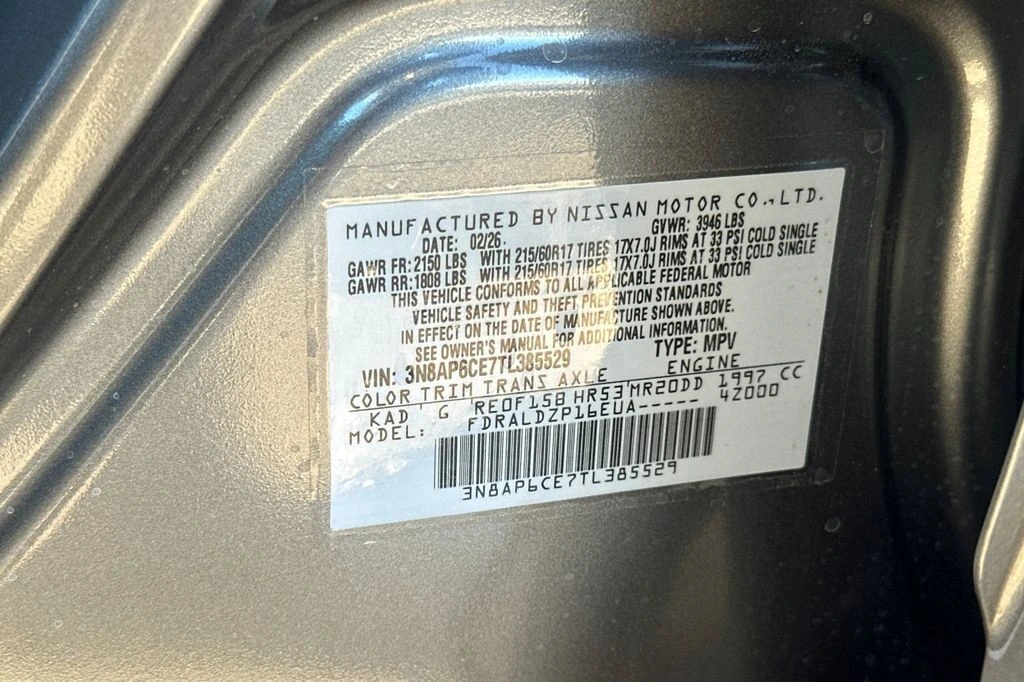 MANUFACTURED BY NISSAN MOTOR CO.,LTD.
DATE: 02/26. GVWR: 3946 LBS
GAWR FR: 2150 LBS WITH 215/60R17 TIRES 17X7.0J RIMS AT 33 PSI COLD SINGLE
GAWR RR: 1808 LBS WITH 215/60R17 TIRES 17X7.0J RIMS AT 33 PSI COLD SINGLE
THIS VEHICLE CONFORMS TO ALL APPLICABLE FEDERAL MOTOR
VEHICLE SAFETY AND THEFT PREVENTION STANDARDS
IN EFFECT ON THE DATE OF MANUFACTURE SHOWN ABOVE.
SEE OWNER'S MANUAL FOR ADDITIONAL INFORMATION.
VIN: 3N8AP6CE7TL385529 TYPE: MPV
COLOR TRIM TRANS AXLE ENGINE
KAD G RE0F15B HR53 MR20DD 1997 CC
MODEL: FDRALDZP16EUA----- 4Z000
3N8AP6CE7TL385529